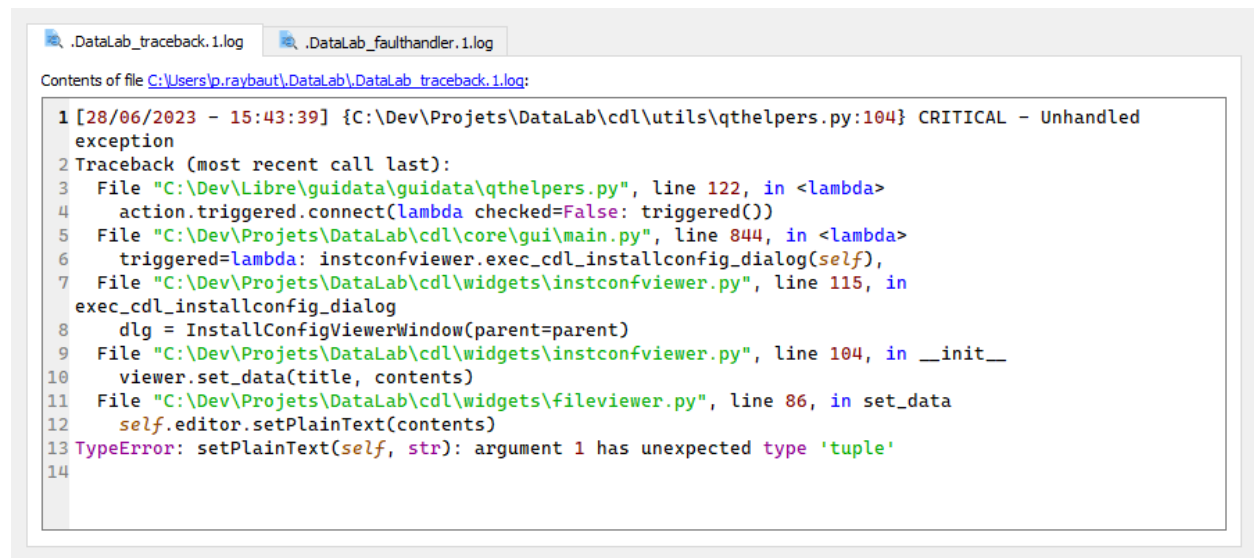 .DataLab_traceback.1.log .DataLab_faulthandler.1.log
Contents of file C:\Users\p.raybaut\.DataLab\.DataLab_traceback.1.log:
1 [28/06/2023 - 15:43:39] {C:\Dev\Projets\DataLab\cdl\utils\qthelpers.py:104} CRITICAL - Unhandled
exception
2 Traceback (most recent call last):
3   File "C:\Dev\Libre\guidata\guidata\qthelpers.py", line 122, in <lambda>
4     action.triggered.connect(lambda checked=False: triggered())
5   File "C:\Dev\Projets\DataLab\cdl\core\gui\main.py", line 844, in <lambda>
6     triggered=lambda: instconfviewer.exec_cdl_installconfig_dialog(self),
7   File "C:\Dev\Projets\DataLab\cdl\widgets\instconfviewer.py", line 115, in
exec_cdl_installconfig_dialog
8     dlg = InstallConfigViewerWindow(parent=parent)
9   File "C:\Dev\Projets\DataLab\cdl\widgets\instconfviewer.py", line 104, in __init__
10     viewer.set_data(title, contents)
11   File "C:\Dev\Projets\DataLab\cdl\widgets\fileviewer.py", line 86, in set_data
12     self.editor.setPlainText(contents)
13 TypeError: setPlainText(self, str): argument 1 has unexpected type 'tuple'
14